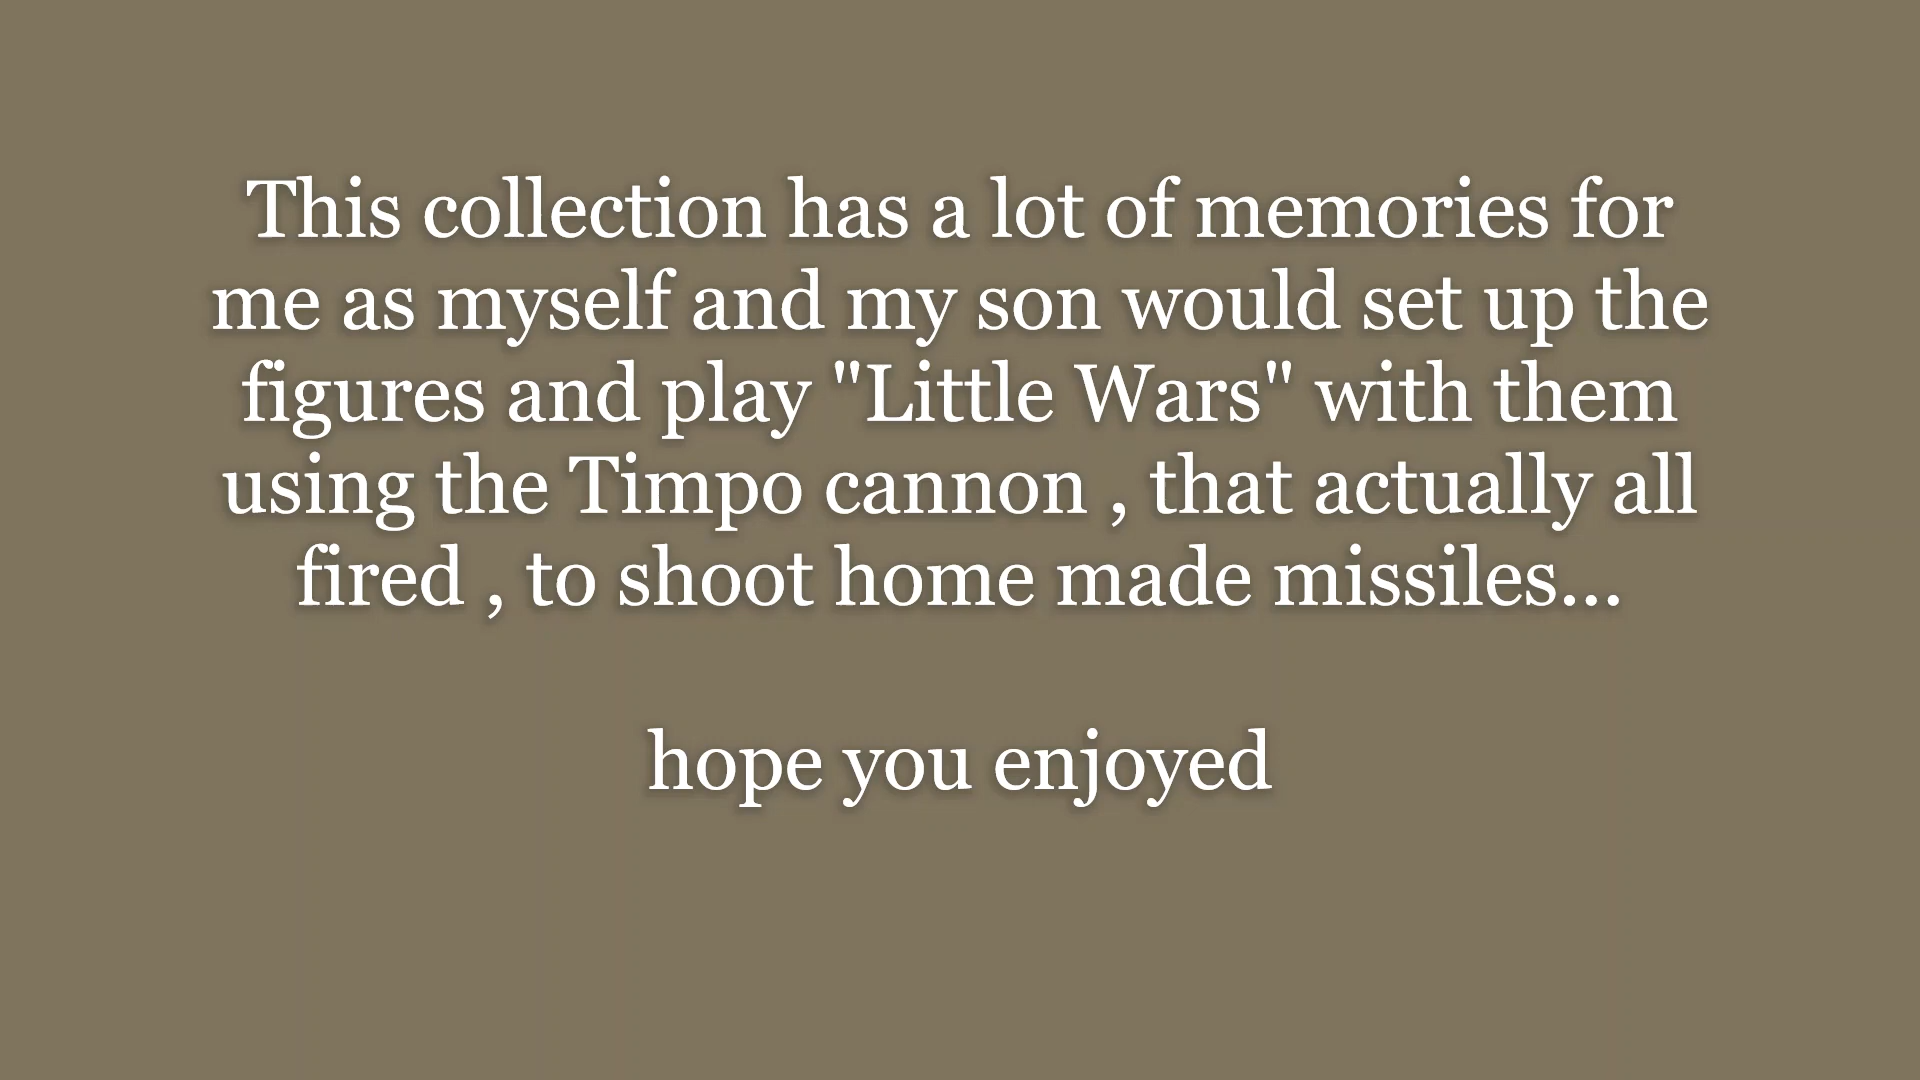 This collection has a lot of memories for
me as myself and my son would set up the
figures and play "Little Wars" with them
using the Timpo cannon , that actually all
fired , to shoot home made missiles...
hope you enjoyed